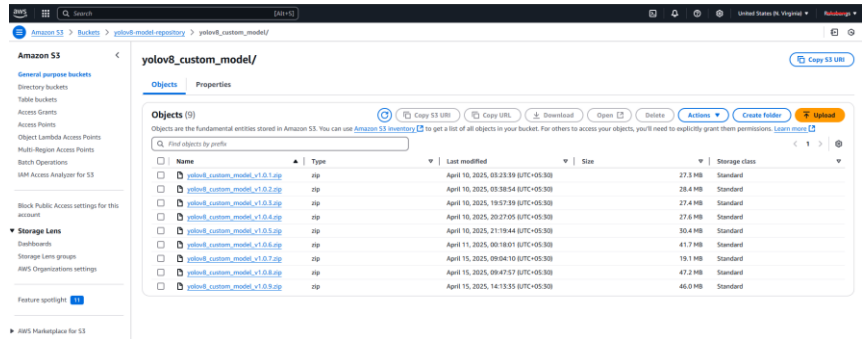 aws
Search
[Alt+S]
United States (N. Virginia)
Amazon S3 > Buckets > yolov8-model-repository > yolov8_custom_model/
Amazon S3
General purpose buckets
Directory buckets
Table buckets
Access Grants
Access Points
Object Lambda Access Points
Multi-Region Access Points
Batch Operations
IAM Access Analyzer for S3
Block Public Access settings for this
account
Storage Lens
Dashboards
Storage Lens groups
AWS Organizations settings
Feature spotlight 11
AWS Marketplace for S3
yolov8_custom_model/
Copy S3 URI
Objects Properties
Objects (9)
Copy S3 URI Copy URL Download Open Delete Actions Create folder Upload
Objects are the fundamental entities stored in Amazon S3. You can use Amazon S3 inventory to get a list of all objects in your bucket. For others to access your objects, you'll need to explicitly grant them permissions. Learn more
Find objects by prefix
1
Name Type Last modified Size Storage class
yolov8_custom_model_v1.0.1.zip zip April 10, 2025, 03:23:39 (UTC+05:30) 27.3 MB Standard
yolov8_custom_model_v1.0.2.zip zip April 10, 2025, 03:38:54 (UTC+05:30) 28.4 MB Standard
yolov8_custom_model_v1.0.3.zip zip April 10, 2025, 19:57:39 (UTC+05:30) 27.4 MB Standard
yolov8_custom_model_v1.0.4.zip zip April 10, 2025, 20:27:05 (UTC+05:30) 27.6 MB Standard
yolov8_custom_model_v1.0.5.zip zip April 10, 2025, 21:19:44 (UTC+05:30) 30.4 MB Standard
yolov8_custom_model_v1.0.6.zip zip April 11, 2025, 00:18:01 (UTC+05:30) 41.7 MB Standard
yolov8_custom_model_v1.0.7.zip zip April 15, 2025, 09:04:10 (UTC+05:30) 19.1 MB Standard
yolov8_custom_model_v1.0.8.zip zip April 15, 2025, 09:47:57 (UTC+05:30) 47.2 MB Standard
yolov8_custom_model_v1.0.9.zip zip April 15, 2025, 14:13:35 (UTC+05:30) 46.0 MB Standard